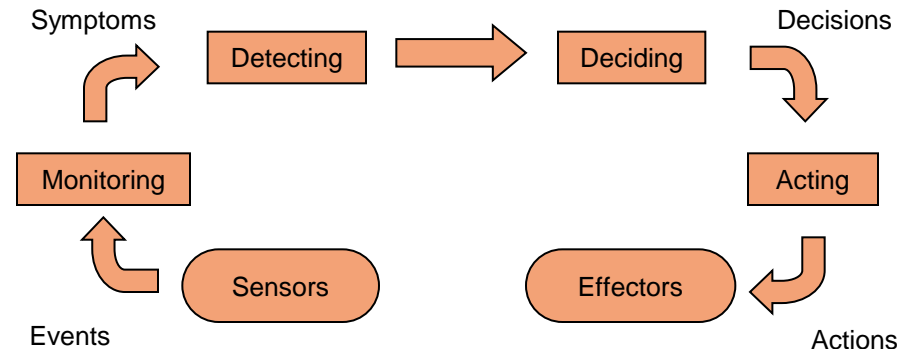 Symptoms
Decisions
Detecting
Deciding
Monitoring
Acting
Sensors
Effectors
Events
Actions